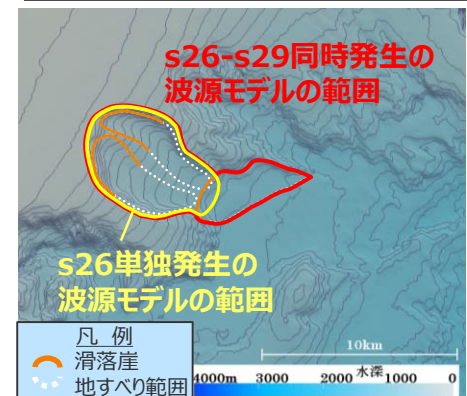 s26-s29同時発生の
波源モデルの範囲
s26単独発生の
波源モデルの範囲
凡 例
滑落崖
地すべり範囲
10km
4000m 3000 2000 水深 1000 0